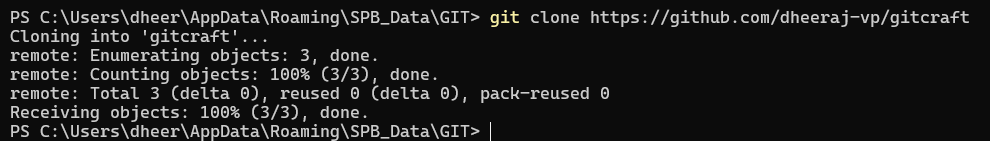 PS C:\Users\dheer\AppData\Roaming\SPB_Data\GIT> git clone https://github.com/dheeraj-vp/gitcraft
Cloning into 'gitcraft'...
remote: Enumerating objects: 3, done.
remote: Counting objects: 100% (3/3), done.
remote: Total 3 (delta 0), reused 0 (delta 0), pack-reused 0
Receiving objects: 100% (3/3), done.
PS C:\Users\dheer\AppData\Roaming\SPB_Data\GIT>